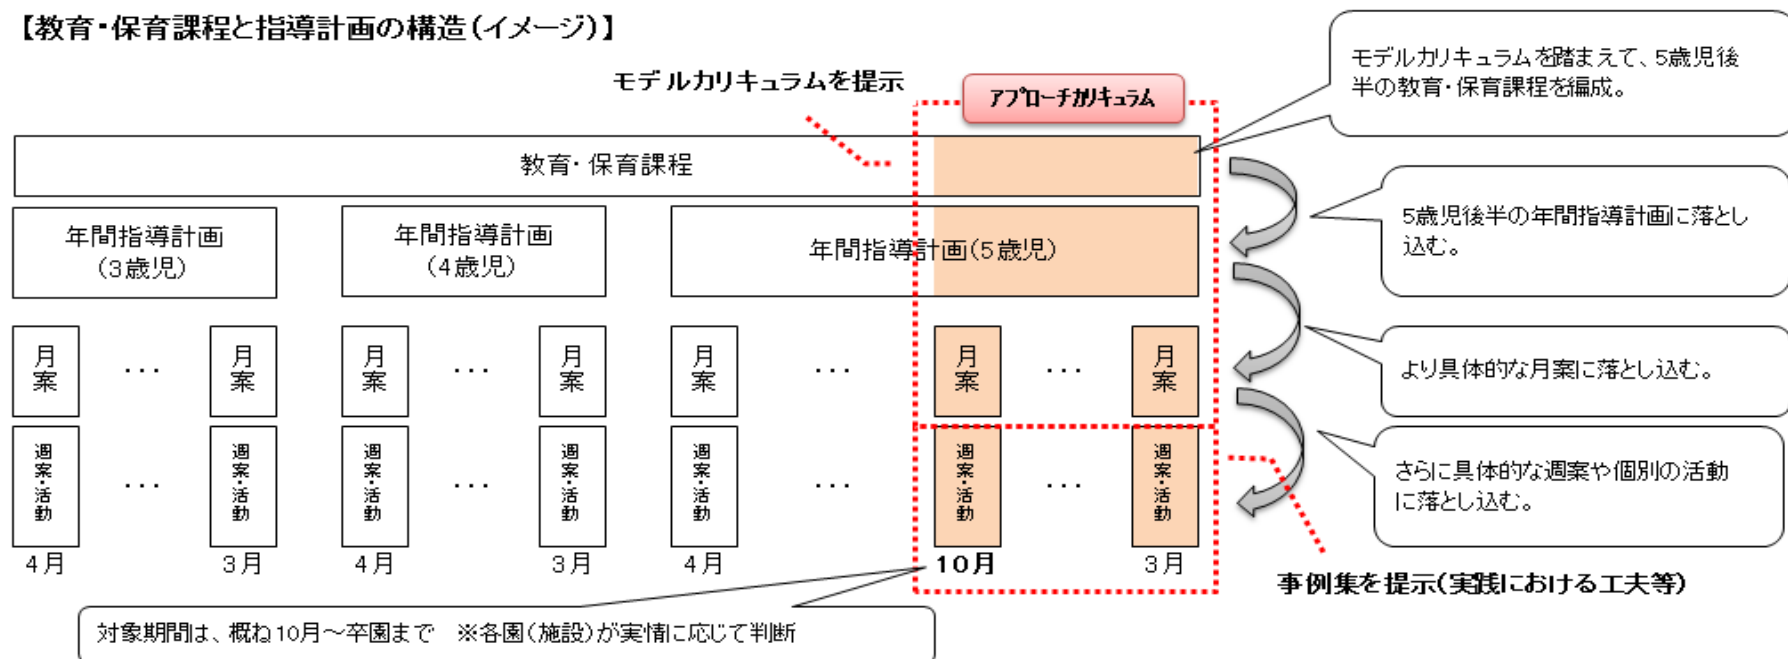 【教育・保育課程と指導計画の構造(イメージ)】
モデルカリキュラムを提示
アプローチカリキュラム
モデルカリキュラムを踏まえて、5歳児後
半の教育・保育課程を編成。
教育・保育課程
年間指導計画
(3歳児)
年間指導計画
(4歳児)
年間指導計画(5歳児)
5歳児後半の年間指導計画に落とし
込む。
月案
…
月案
月案
…
月案
月案
…
月案
…
月案
より具体的な月案に落とし込む。
週案・活動
…
週案・活動
週案・活動
…
週案・活動
週案・活動
…
週案・活動
…
週案・活動
さらに具体的な週案や個別の活動
に落とし込む。
4月
3月
4月
3月
4月
10月
3月
事例集を提示(実践における工夫等)
対象期間は、概ね10月~卒園まで ※各園(施設)が実情に応じて判断